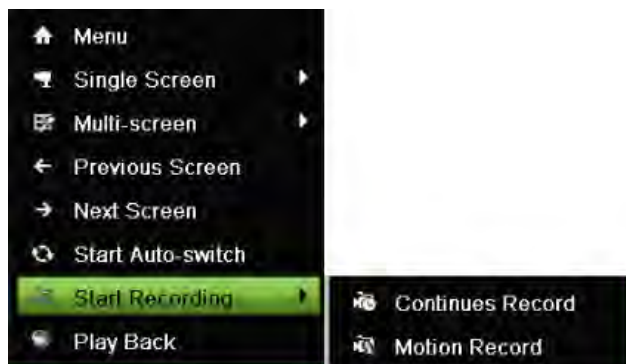 Menu
Single Screen
Multi-screen
Previous Screen
Next Screen
Start Auto-switch
Start Recording
Play Back
Continues Record
Motion Record